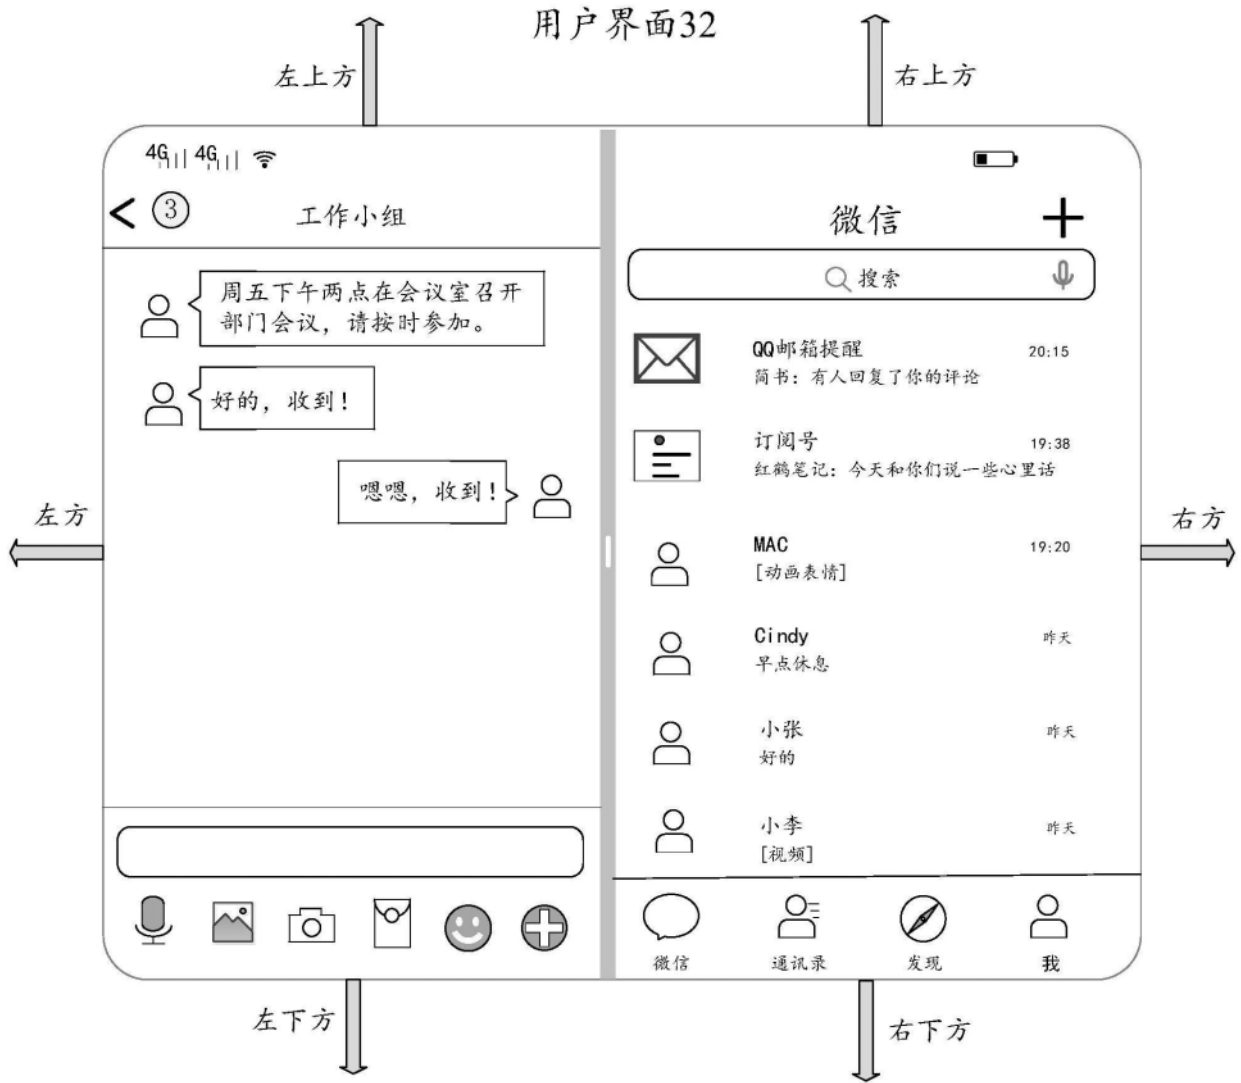 用户界面32
左上方
右上方
4G 4G
③
工作小组
周五下午两点在会议室召开
部门会议，请按时参加。
好的，收到！
嗯嗯，收到！
微信
搜索
QQ邮箱提醒 20:15
简书：有人回复了你的评论
订阅号 19:38
红鹤笔记：今天和你们说一些心里话
MAC 19:20
[动画表情]
Cindy 昨天
早点休息
小张 昨天
好的
小李 昨天
[视频]
微信 通讯录 发现 我
左方
右方
左下方
右下方